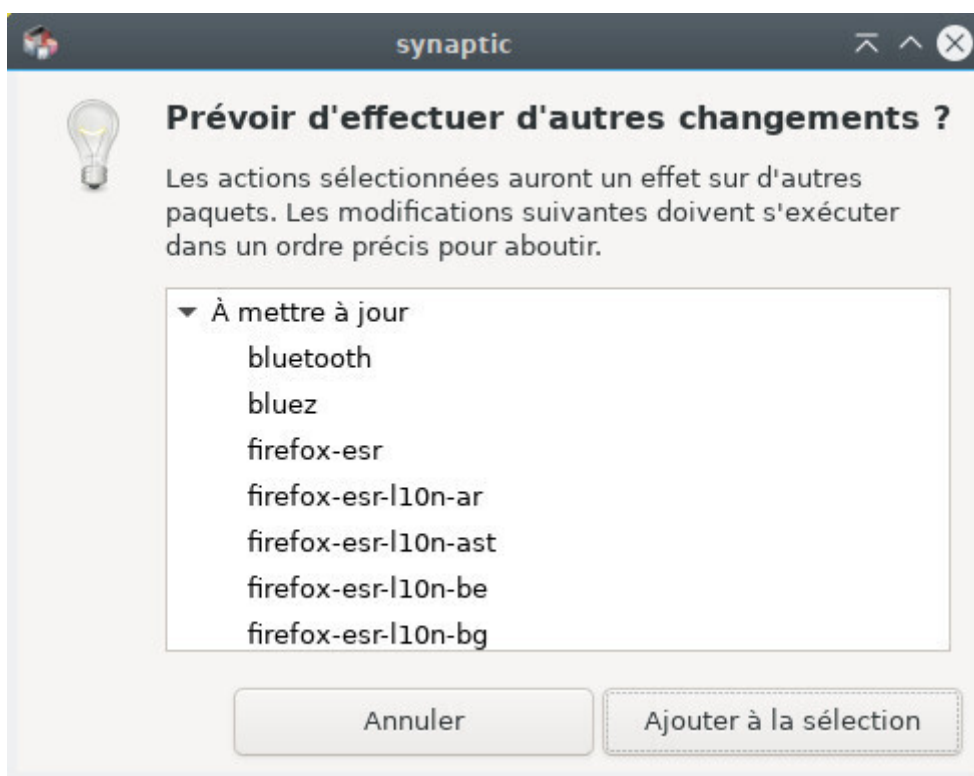 synaptic
Prévoir d'effectuer d'autres changements ?
Les actions sélectionnées auront un effet sur d'autres
paquets. Les modifications suivantes doivent s'exécuter
dans un ordre précis pour aboutir.
À mettre à jour
bluetooth
bluez
firefox-esr
firefox-esr-l10n-ar
firefox-esr-l10n-ast
firefox-esr-l10n-be
firefox-esr-l10n-bg
Annuler
Ajouter à la sélection